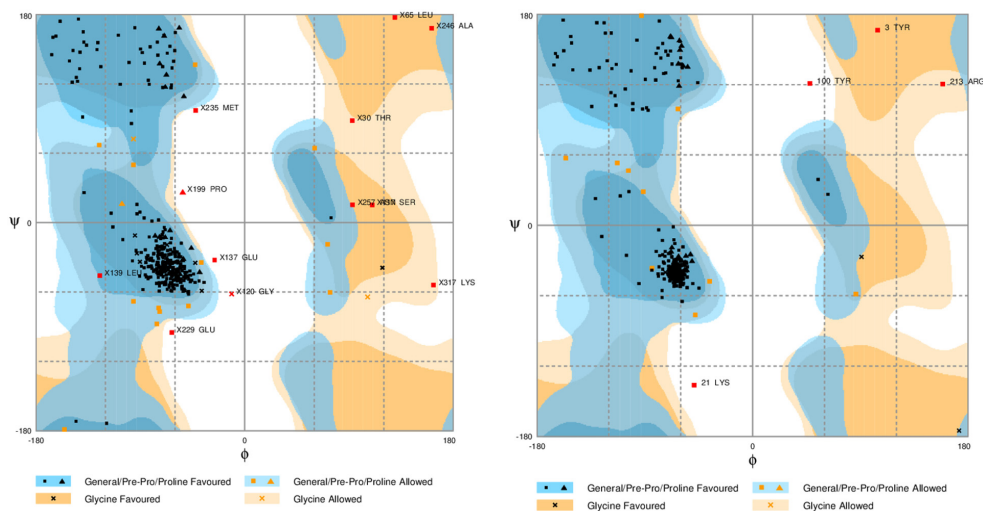 180
X65 LEU
X246 ALA
X235 MET
X30 THR
X199 PRO
SER
Ψ
0
X137 GLU
X139 LEU
X317 LYS
X120 GLY
X229 GLU
-180
-180
0
180
ϕ
General/Pre-Pro/Proline Favoured
General/Pre-Pro/Proline Allowed
Glycine Favoured
Glycine Allowed
180
3 TYR
100 TYR
213 ARG
Ψ
0
21 LYS
-180
-180
0
180
ϕ
General/Pre-Pro/Proline Favoured
General/Pre-Pro/Proline Allowed
Glycine Favoured
Glycine Allowed